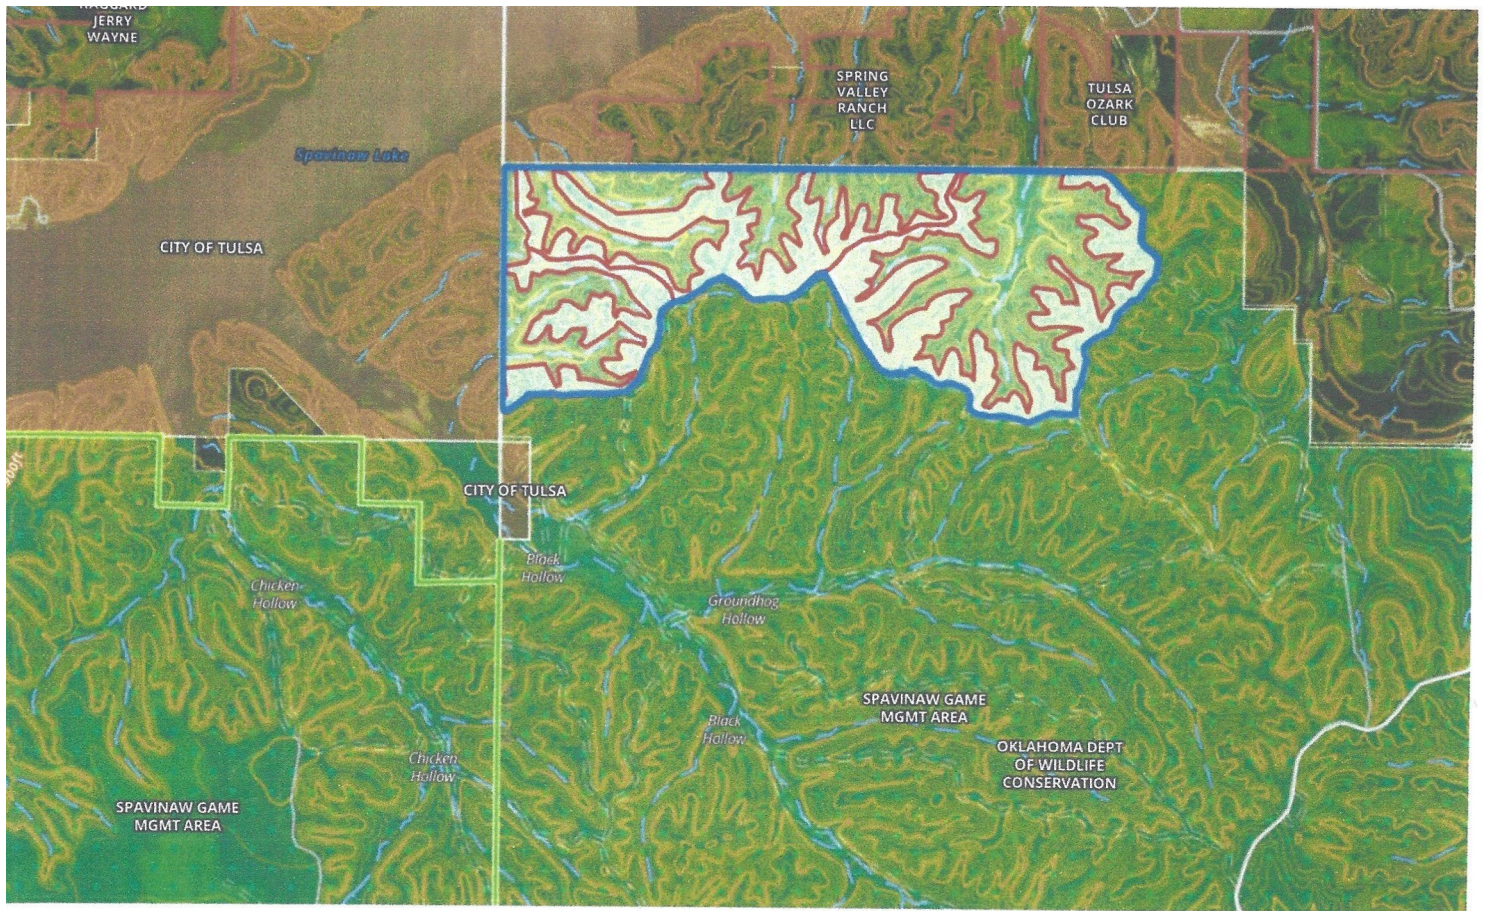 HAGGARD
JERRY
WAYNE
SPRING
VALLEY
RANCH
LLC
TULSA
OZARK
CLUB
Spavinaw Lake
CITY OF TULSA
CITY OF TULSA
Black
Hollow
Chicken
Hollow
Groundhog
Hollow
SPAVINAW GAME
MGMT AREA
Black
Hollow
OKLAHOMA DEPT
OF WILDLIFE
CONSERVATION
Chicken
Hollow
SPAVINAW GAME
MGMT AREA